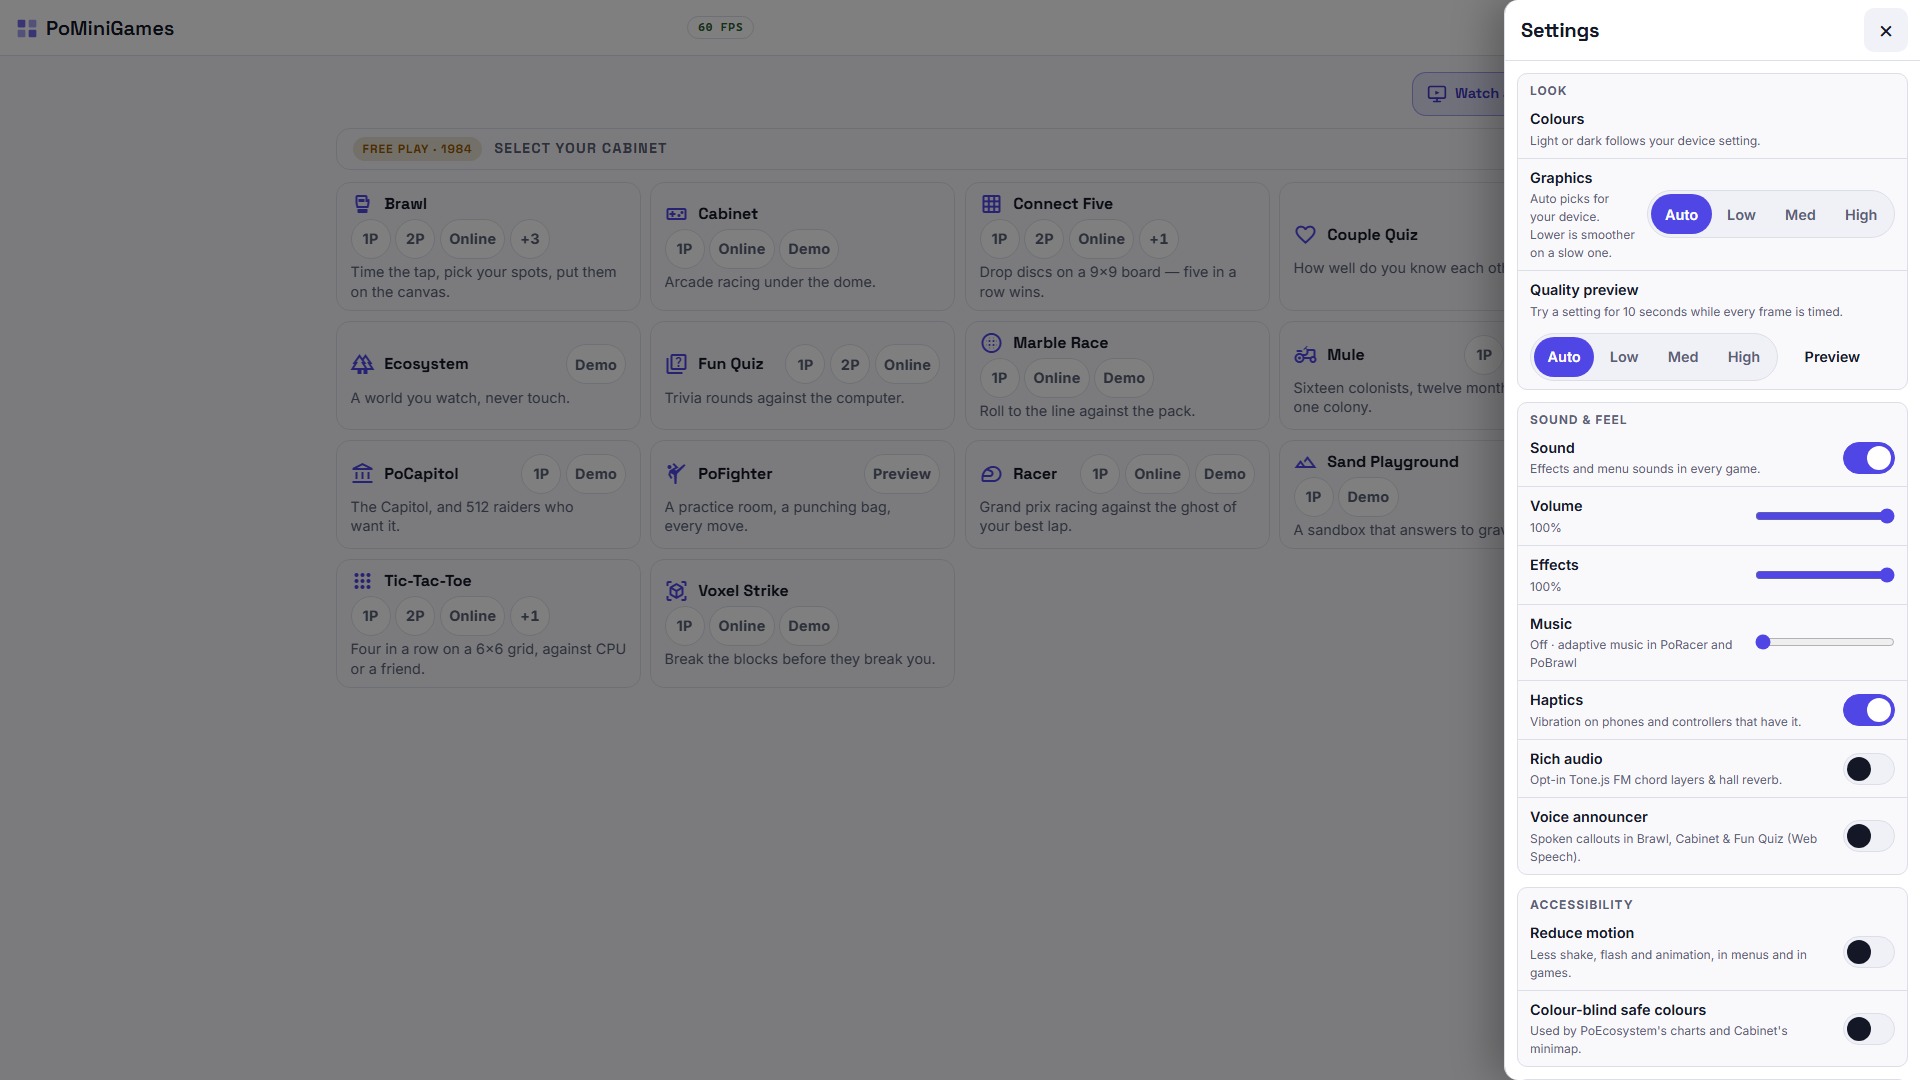 PoMiniGames
60 FPS
Watch
FREE PLAY · 1984 SELECT YOUR CABINET
Brawl
1P 2P Online +3
Time the tap, pick your spots, put them
on the canvas.
Cabinet
1P Online Demo
Arcade racing under the dome.
Connect Five
1P 2P Online +1
Drop discs on a 9×9 board — five in a
row wins.
Couple Quiz
How well do you know each oth
Ecosystem Demo
A world you watch, never touch.
Fun Quiz 1P 2P Online
Trivia rounds against the computer.
Marble Race
1P Online Demo
Roll to the line against the pack.
Mule 1P
Sixteen colonists, twelve month
one colony.
PoCapitol 1P Demo
The Capitol, and 512 raiders who
want it.
PoFighter Preview
A practice room, a punching bag,
every move.
Racer 1P Online Demo
Grand prix racing against the ghost of
your best lap.
Sand Playground
1P Demo
A sandbox that answers to grav
Tic-Tac-Toe
1P 2P Online +1
Four in a row on a 6×6 grid, against CPU
or a friend.
Voxel Strike
1P Online Demo
Break the blocks before they break you.
Settings
LOOK
Colours
Light or dark follows your device setting.
Graphics
Auto picks for
your device.
Lower is smoother
on a slow one.
Auto Low Med High
Quality preview
Try a setting for 10 seconds while every frame is timed.
Auto Low Med High Preview
SOUND & FEEL
Sound
Effects and menu sounds in every game.
Volume
100%
Effects
100%
Music
Off · adaptive music in PoRacer and
PoBrawl
Haptics
Vibration on phones and controllers that have it.
Rich audio
Opt-in Tone.js FM chord layers & hall reverb.
Voice announcer
Spoken callouts in Brawl, Cabinet & Fun Quiz (Web
Speech).
ACCESSIBILITY
Reduce motion
Less shake, flash and animation, in menus and in
games.
Colour-blind safe colours
Used by PoEcosystem's charts and Cabinet's
minimap.